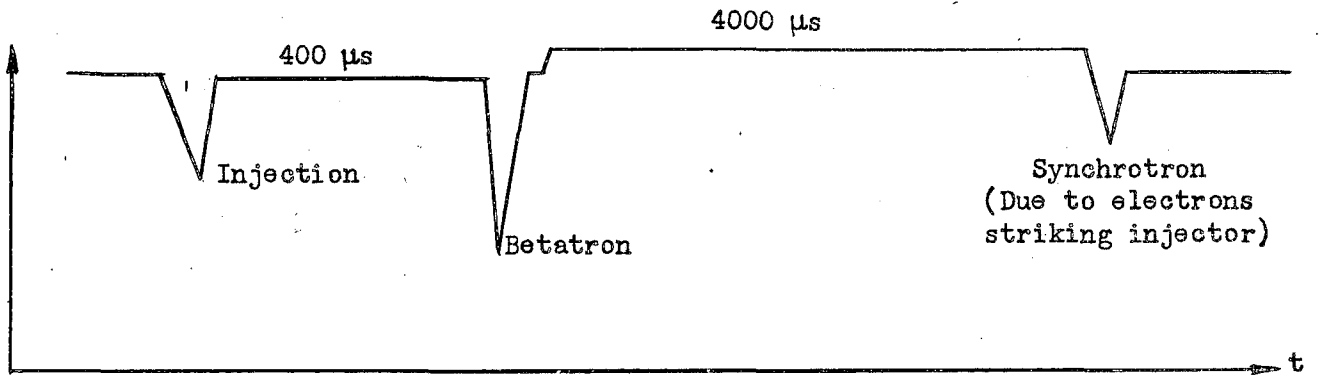 4000 μs
400 μs
Injection
Betatron
Synchrotron
(Due to electrons
striking injector)
t